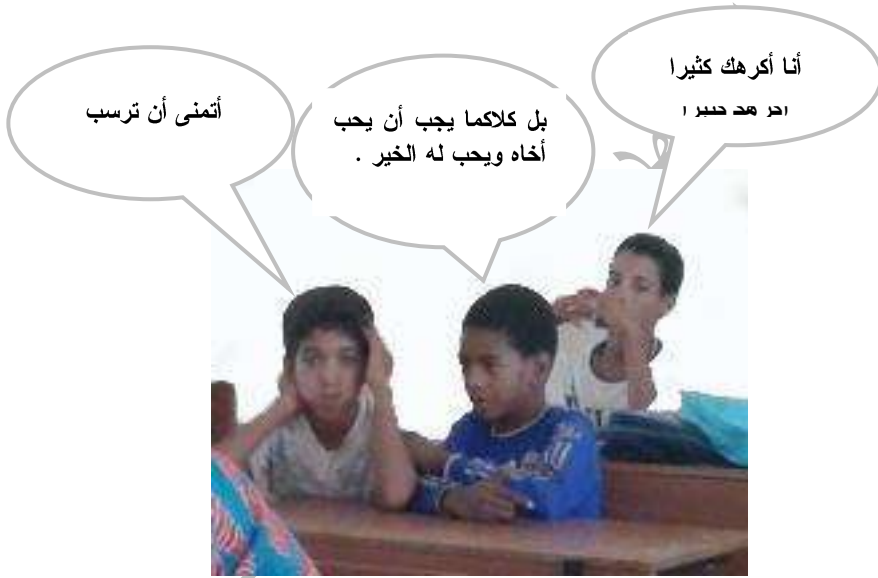 أنا أكرهك كثيرا
أتمنى أن ترسب
بل كلاكما يجب أن يحب
أخاه ويحب له الخير .